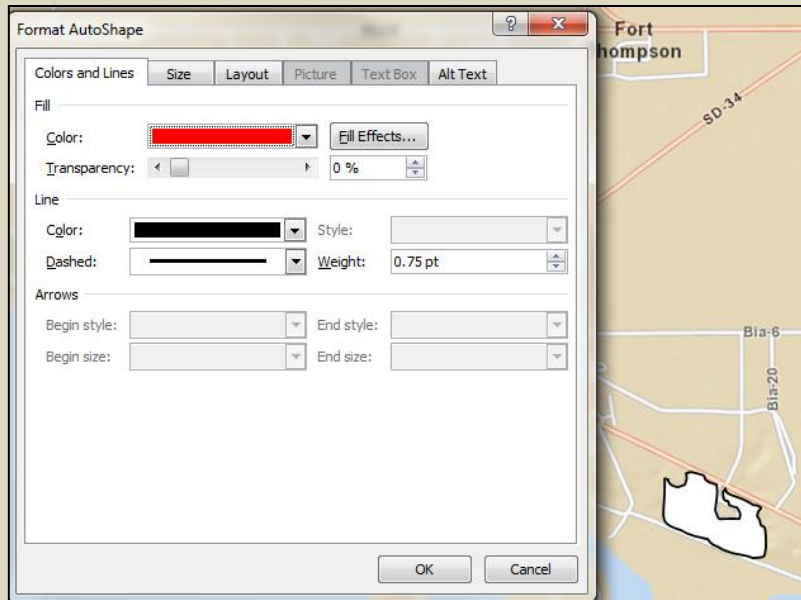 Format AutoShape
Colors and Lines Size Layout Picture Text Box Alt Text
Fill
Color: Fill Effects...
Transparency: 0 %
Line
Color: Style:
Dashed: Weight: 0.75 pt
Arrows
Begin style: End style:
Begin size: End size:
OK Cancel
Fort
hompson
SD-34
Bia-6
Bia-20